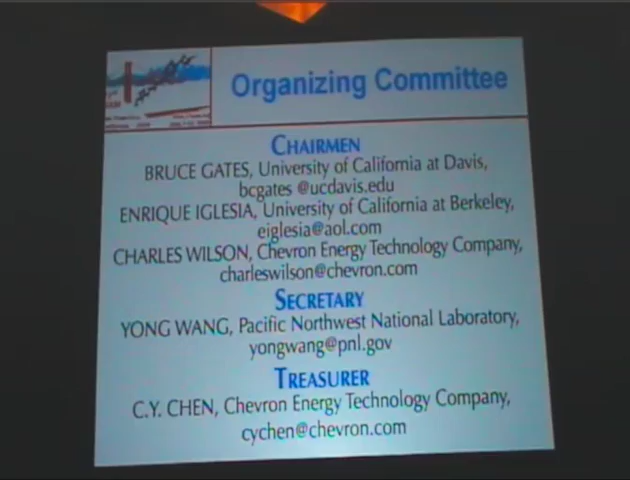 Organizing Committee
CHAIRMEN
BRUCE GATES, University of California at Davis,
bcgates @ucdavis.edu
ENRIQUE IGLESIA, University of California at Berkeley,
eiglesia@aol.com
CHARLES WILSON, Chevron Energy Technology Company,
charleswilson@chevron.com
SECRETARY
YONG WANG, Pacific Northwest National Laboratory,
yongwang@pnl.gov
TREASURER
C.Y. CHEN, Chevron Energy Technology Company,
cychen@chevron.com